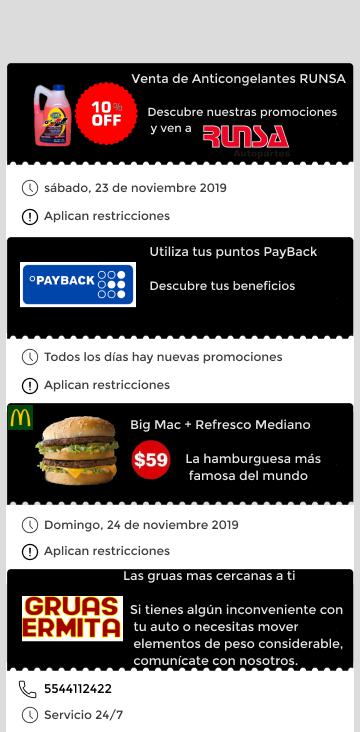 Venta de Anticongelantes RUNSA
10%
OFF
Descubre nuestras promociones
y ven a RUNSA
Autopartes
sábado, 23 de noviembre 2019
Aplican restricciones
Utiliza tus puntos PayBack
°PAYBACK
Descubre tus beneficios
Todos los días hay nuevas promociones
Aplican restricciones
Big Mac + Refresco Mediano
$59
La hamburguesa más
famosa del mundo
Domingo, 24 de noviembre 2019
Aplican restricciones
Las gruas mas cercanas a ti
GRUAS
ERMITA
Si tienes algún inconveniente con
tu auto o necesitas mover
elementos de peso considerable,
comunícate con nosotros.
5544112422
Servicio 24/7